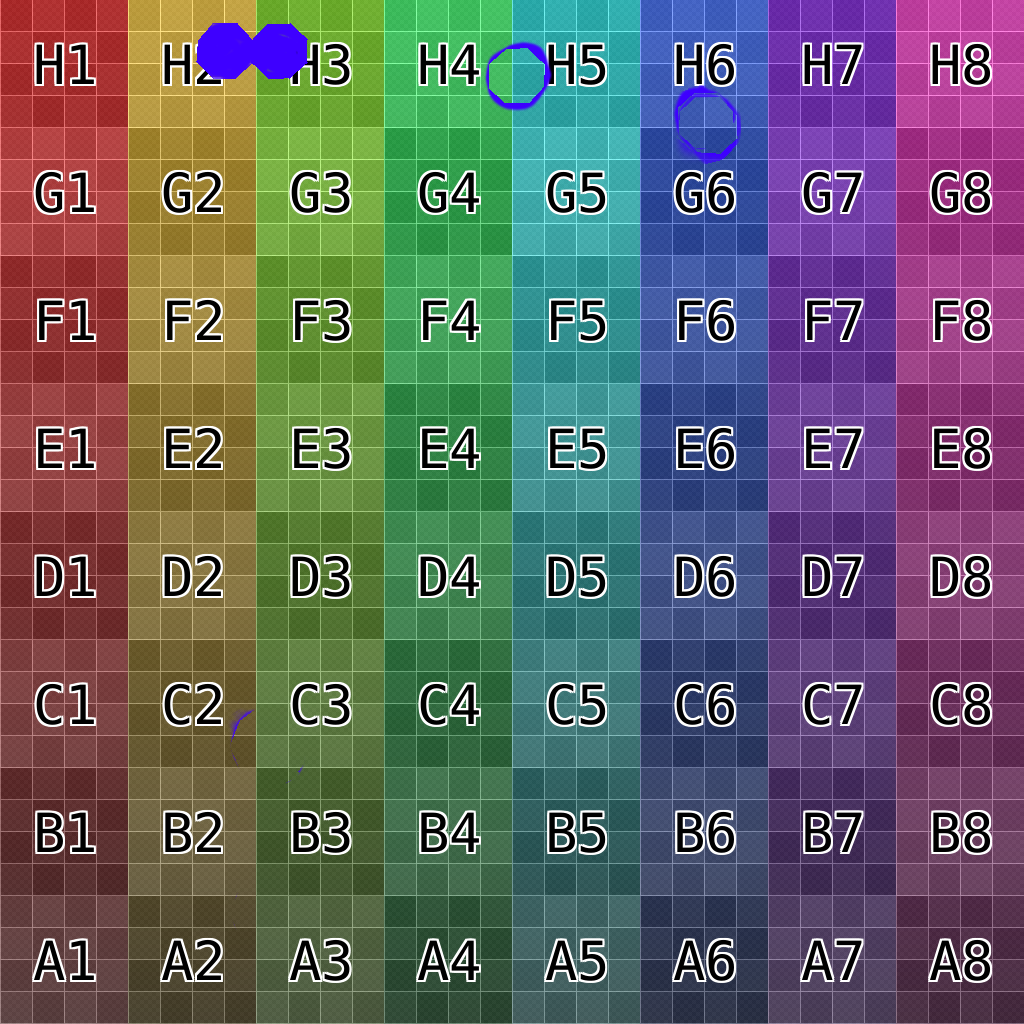 H1 H2 H3 H4 H5 H6 H7 H8
G1 G2 G3 G4 G5 G6 G7 G8
F1 F2 F3 F4 F5 F6 F7 F8
E1 E2 E3 E4 E5 E6 E7 E8
D1 D2 D3 D4 D5 D6 D7 D8
C1 C2 C3 C4 C5 C6 C7 C8
B1 B2 B3 B4 B5 B6 B7 B8
A1 A2 A3 A4 A5 A6 A7 A8